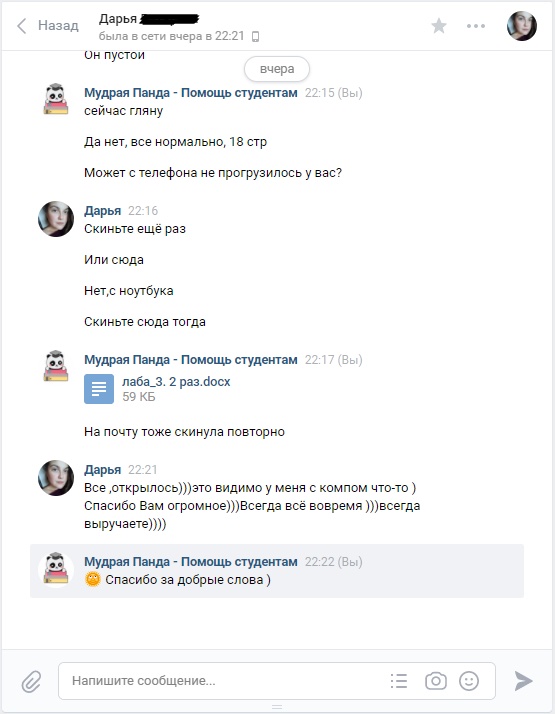 Назад
Дарья
была в сети вчера в 22:21
Он пустой
вчера
Мудрая Панда - Помощь студентам 22:15 (Вы)
сейчас гляну
Да нет, все нормально, 18 стр
Может с телефона не прогрузилось у вас?
Дарья 22:16
Скиньте ещё раз
Или сюда
Нет,с ноутбука
Скиньте сюда тогда
Мудрая Панда - Помощь студентам 22:17 (Вы)
лаба_3. 2 раз.docx
59 КБ
На почту тоже скинула повторно
Дарья 22:21
Все ,открылось)))это видимо у меня с компом что-то )
Спасибо Вам огромное)))Всегда всё вовремя )))всегда
выручаете))))
Мудрая Панда - Помощь студентам 22:22 (Вы)
Спасибо за добрые слова )
Напишите сообщение...